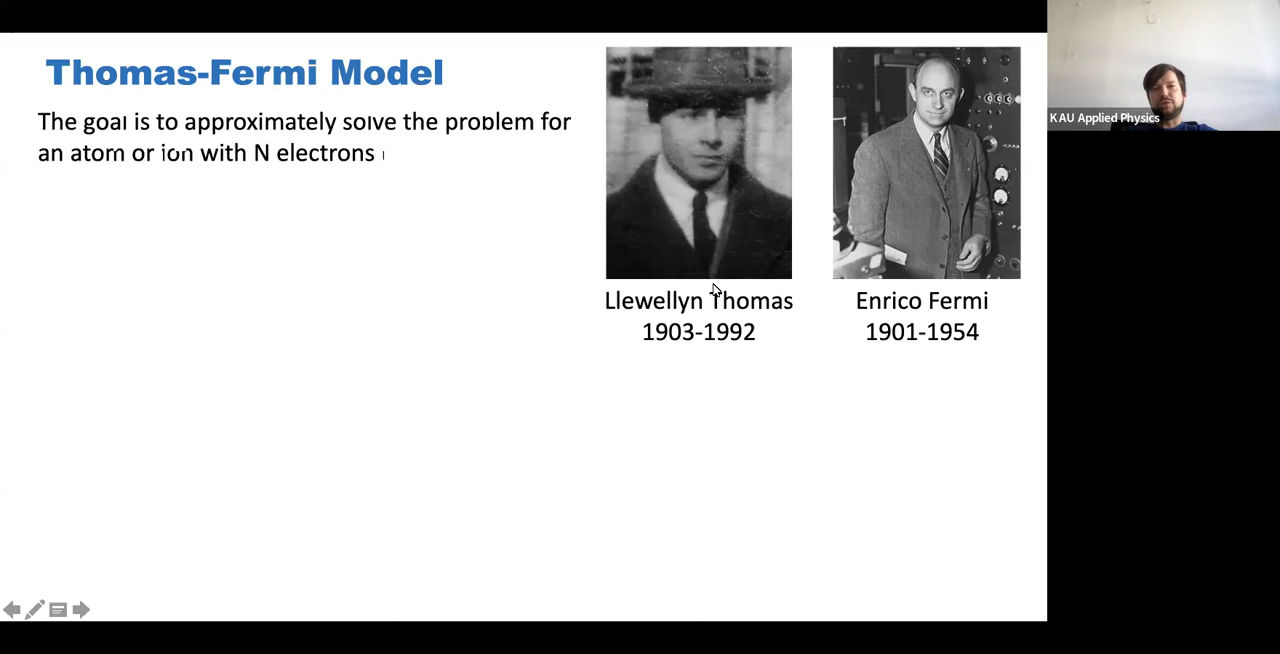 Thomas-Fermi Model
The goal is to approximately solve the problem for
an atom or ion with N electrons
Llewellyn Thomas
1903-1992
Enrico Fermi
1901-1954
KAU Applied Physics